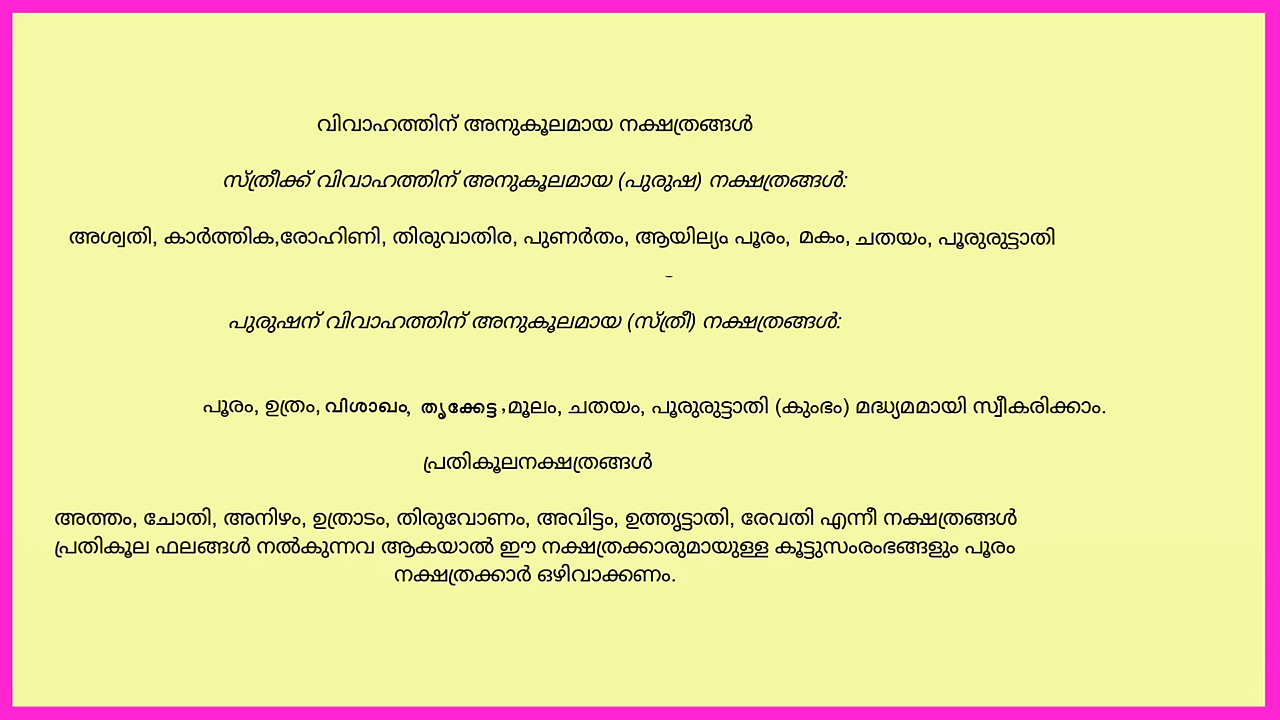 വിവാഹത്തിന് അനുകൂലമായ നക്ഷത്രങ്ങൾ
സ്ത്രീക്ക് വിവാഹത്തിന് അനുകൂലമായ (പുരുഷ) നക്ഷത്രങ്ങൾ:
അശ്വതി, കാർത്തിക,രോഹിണി, തിരുവാതിര, പുണർതം, ആയില്യം പൂരം, മകം, ചതയം, പൂരുരുട്ടാതി
പുരുഷന് വിവാഹത്തിന് അനുകൂലമായ (സ്ത്രീ) നക്ഷത്രങ്ങൾ:
പൂരം, ഉത്രം, വിശാഖം, തൃക്കേട്ട ,മൂലം, ചതയം, പൂരുരുട്ടാതി (കുംഭം) മദ്ധ്യമമായി സ്വീകരിക്കാം.
പ്രതികൂലനക്ഷത്രങ്ങൾ
അത്തം, ചോതി, അനിഴം, ഉത്രാടം, തിരുവോണം, അവിട്ടം, ഉത്തൃട്ടാതി, രേവതി എന്നീ നക്ഷത്രങ്ങൾ
പ്രതികൂല ഫലങ്ങൾ നൽകുന്നവ ആകയാൽ ഈ നക്ഷത്രക്കാരുമായുള്ള കൂട്ടുസംരംഭങ്ങളും പൂരം
നക്ഷത്രക്കാർ ഒഴിവാക്കണം.